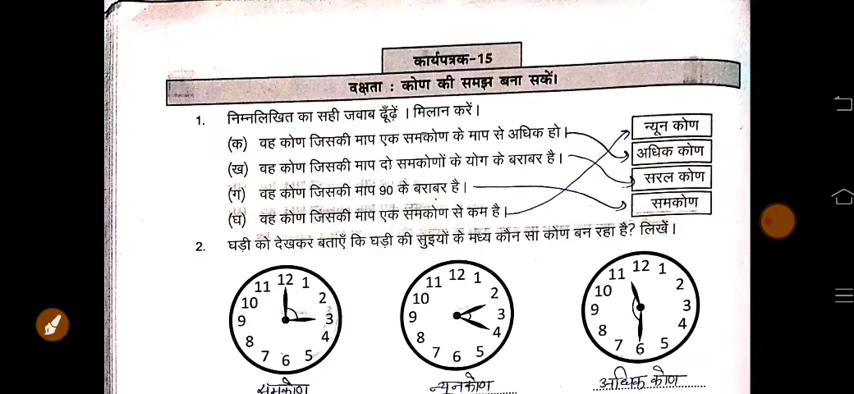 कार्यपत्रक-15
दक्षता : कोण की समझ बना सकें।
1. निम्नलिखित का सही जवाब ढूँढ़ें । मिलान करें।
(क) वह कोण जिसकी माप एक समकोण के माप से अधिक हो।
न्यून कोण
(ख) वह कोण जिसकी माप दो समकोणों के योग के बराबर है।
अधिक कोण
(ग) वह कोण जिसकी माप 90 के बराबर है।
सरल कोण
(घ) वह कोण जिसकी माप एक समकोण से कम है।
समकोण
2. घड़ी को देखकर बताएँ कि घड़ी की सुइयों के मध्य कौन सा कोण बन रहा है? लिखें।
12 1 2 3 4 5 6 7 8 9 10 11
12 1 2 3 4 5 6 7 8 9 10 11
12 1 2 3 4 5 6 7 8 9 10 11
समकोण
न्यूनकोण
अधिक कोण